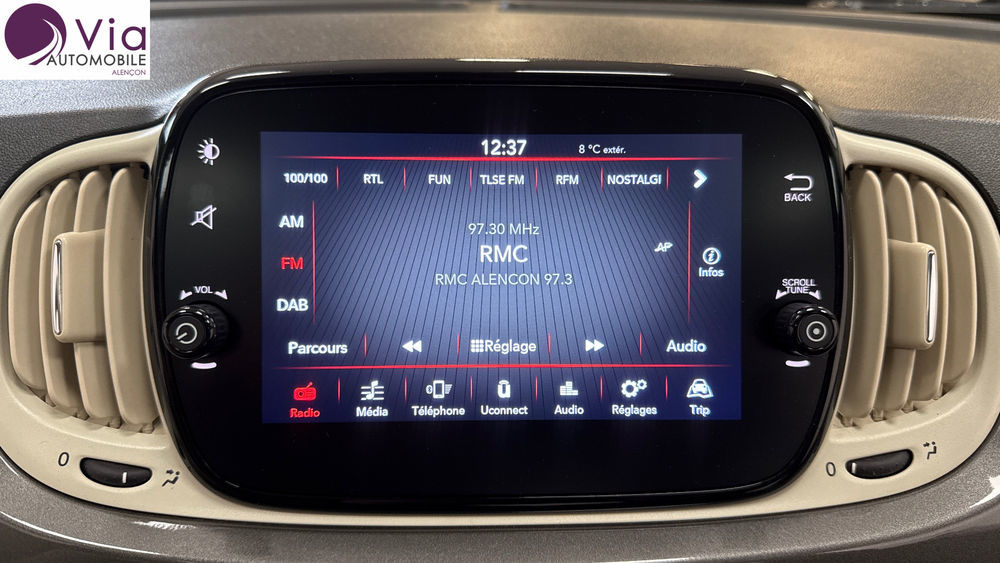 Via
AUTOMOBILE
ALENÇON
12:37
8 °C extér.
100/100 RTL FUN TLSE FM RFM NOSTALGI
BACK
AM
FM
DAB
97.30 MHz
RMC
RMC ALENCON 97.3
AP
Infos
VOL
SCROLL
TUNE
Parcours Réglage Audio
Radio Média Téléphone Uconnect Audio Réglages Trip
0
0